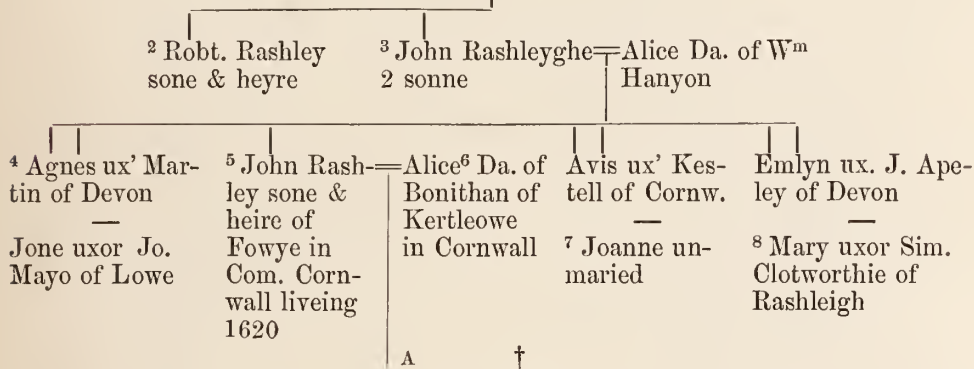 ² Robt. Rashley
sone & heyre
³ John Rashleyghe
2 sonne
Alice Da. of Wᵐ
Hanyon
⁴ Agnes ux' Mar-
tin of Devon
—
Jone uxor Jo.
Mayo of Lowe
⁵ John Rash-
ley sone &
heire of
Fowye in
Com. Corn-
wall liveing
1620
Alice⁶ Da. of
Bonithan of
Kertleowe
in Cornwall
Avis ux' Kes-
tell of Cornw.
—
⁷ Joanne un-
maried
Emlyn ux. J. Ape-
ley of Devon
—
⁸ Mary uxor Sim.
Clotworthie of
Rashleigh
A †